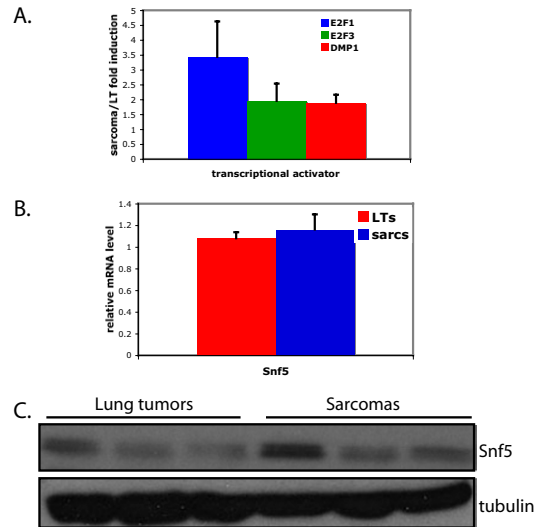 A.
sarcoma/LT fold induction
5
4.5
4
3.5
3
2.5
2
1.5
1
0.5
0
E2F1
E2F3
DMP1
transcriptional activator
B.
relative mRNA level
1.4
1.2
1
0.8
0.6
0.4
0.2
0
LTs
sarcs
Snf5
C.
Lung tumors
Sarcomas
Snf5
tubulin